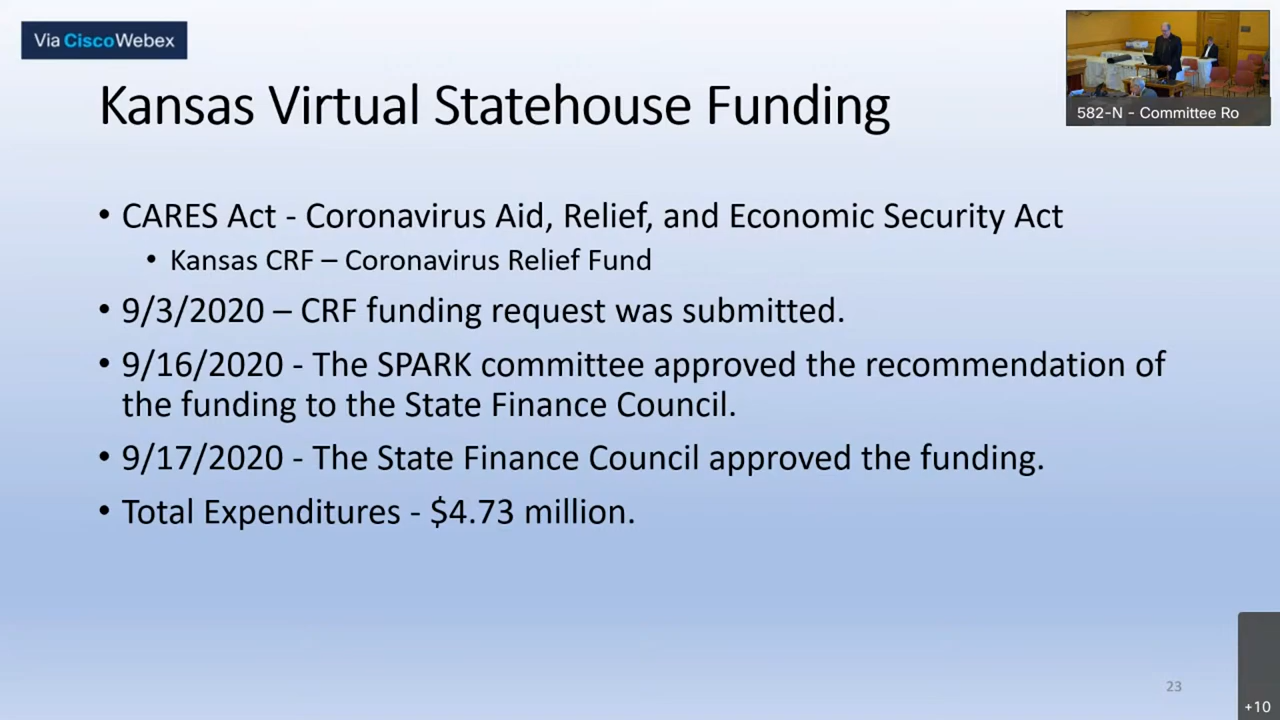 Via Cisco Webex
582-N - Committee Ro
Kansas Virtual Statehouse Funding
• CARES Act - Coronavirus Aid, Relief, and Economic Security Act
• Kansas CRF – Coronavirus Relief Fund
• 9/3/2020 – CRF funding request was submitted.
• 9/16/2020 - The SPARK committee approved the recommendation of
the funding to the State Finance Council.
• 9/17/2020 - The State Finance Council approved the funding.
• Total Expenditures - $4.73 million.
23
+10